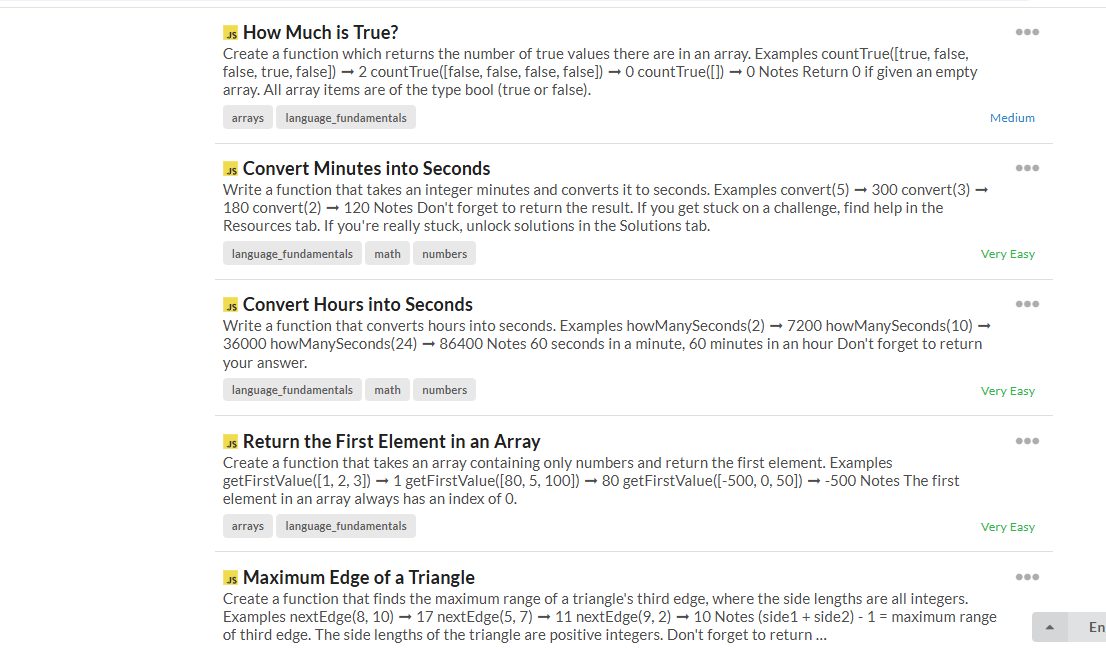 JS How Much is True?
Create a function which returns the number of true values there are in an array. Examples countTrue([true, false,
false, true, false]) ➞ 2 countTrue([false, false, false, false]) ➞ 0 countTrue([]) ➞ 0 Notes Return 0 if given an empty
array. All array items are of the type bool (true or false).
arrays language_fundamentals Medium
JS Convert Minutes into Seconds
Write a function that takes an integer minutes and converts it to seconds. Examples convert(5) ➞ 300 convert(3) ➞
180 convert(2) ➞ 120 Notes Don't forget to return the result. If you get stuck on a challenge, find help in the
Resources tab. If you're really stuck, unlock solutions in the Solutions tab.
language_fundamentals math numbers Very Easy
JS Convert Hours into Seconds
Write a function that converts hours into seconds. Examples howManySeconds(2) ➞ 7200 howManySeconds(10) ➞
36000 howManySeconds(24) ➞ 86400 Notes 60 seconds in a minute, 60 minutes in an hour Don't forget to return
your answer.
language_fundamentals math numbers Very Easy
JS Return the First Element in an Array
Create a function that takes an array containing only numbers and return the first element. Examples
getFirstValue([1, 2, 3]) ➞ 1 getFirstValue([80, 5, 100]) ➞ 80 getFirstValue([-500, 0, 50]) ➞ -500 Notes The first
element in an array always has an index of 0.
arrays language_fundamentals Very Easy
JS Maximum Edge of a Triangle
Create a function that finds the maximum range of a triangle's third edge, where the side lengths are all integers.
Examples nextEdge(8, 10) ➞ 17 nextEdge(5, 7) ➞ 11 nextEdge(9, 2) ➞ 10 Notes (side1 + side2) - 1 = maximum range
of third edge. The side lengths of the triangle are positive integers. Don't forget to return ...
En